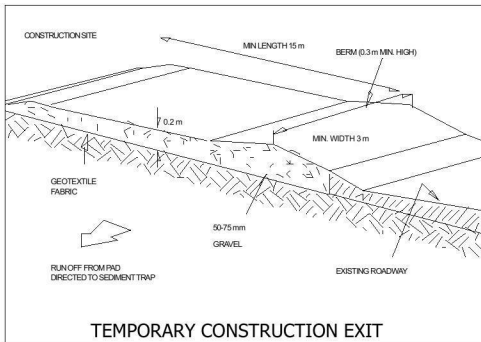 CONSTRUCTION SITE
MIN LENGTH 15 m
BERM (0.3 m MIN. HIGH)
0.2 m
MIN. WIDTH 3 m
GEOTEXTILE
FABRIC
50-75 mm
GRAVEL
RUN OFF FROM PAD
DIRECTED TO SEDIMENT TRAP
EXISTING ROADWAY
TEMPORARY CONSTRUCTION EXIT